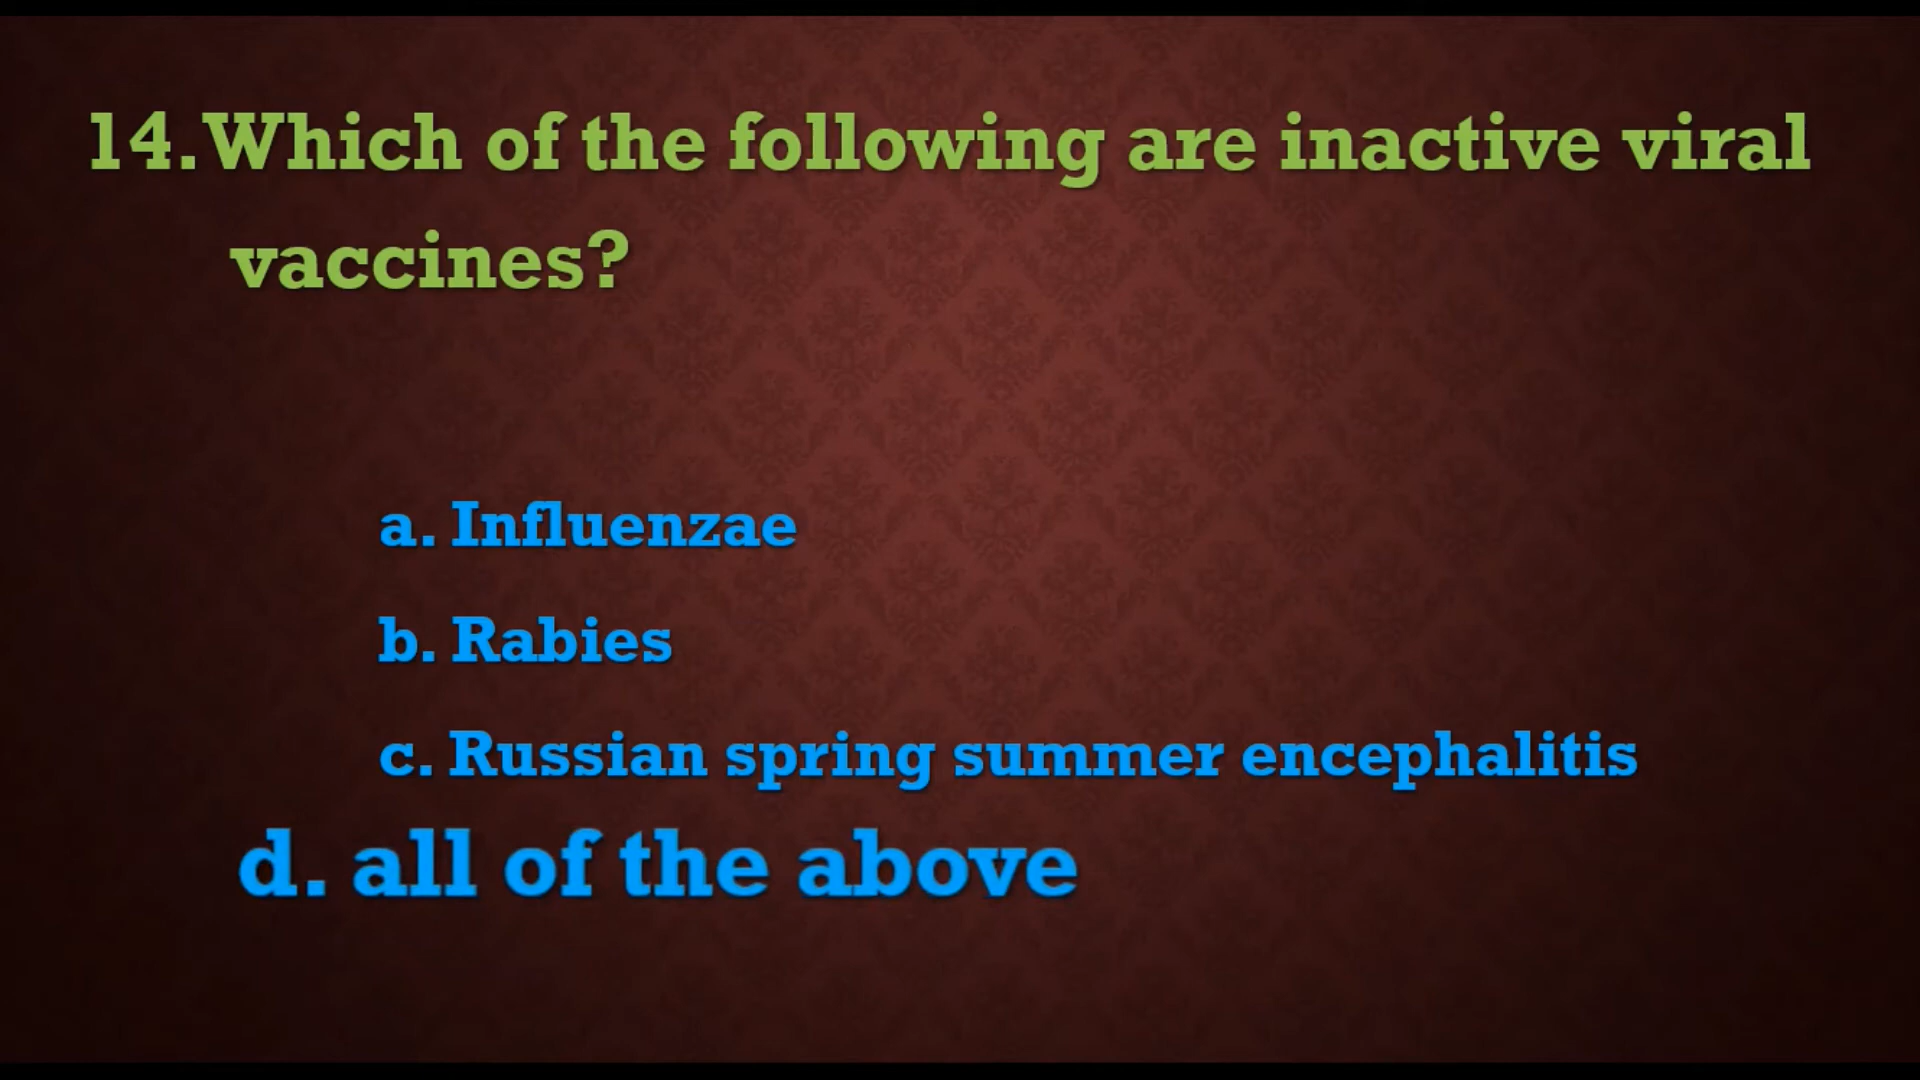 14.Which of the following are inactive viral
vaccines?
a. Influenzae
b. Rabies
c. Russian spring summer encephalitis
d. all of the above